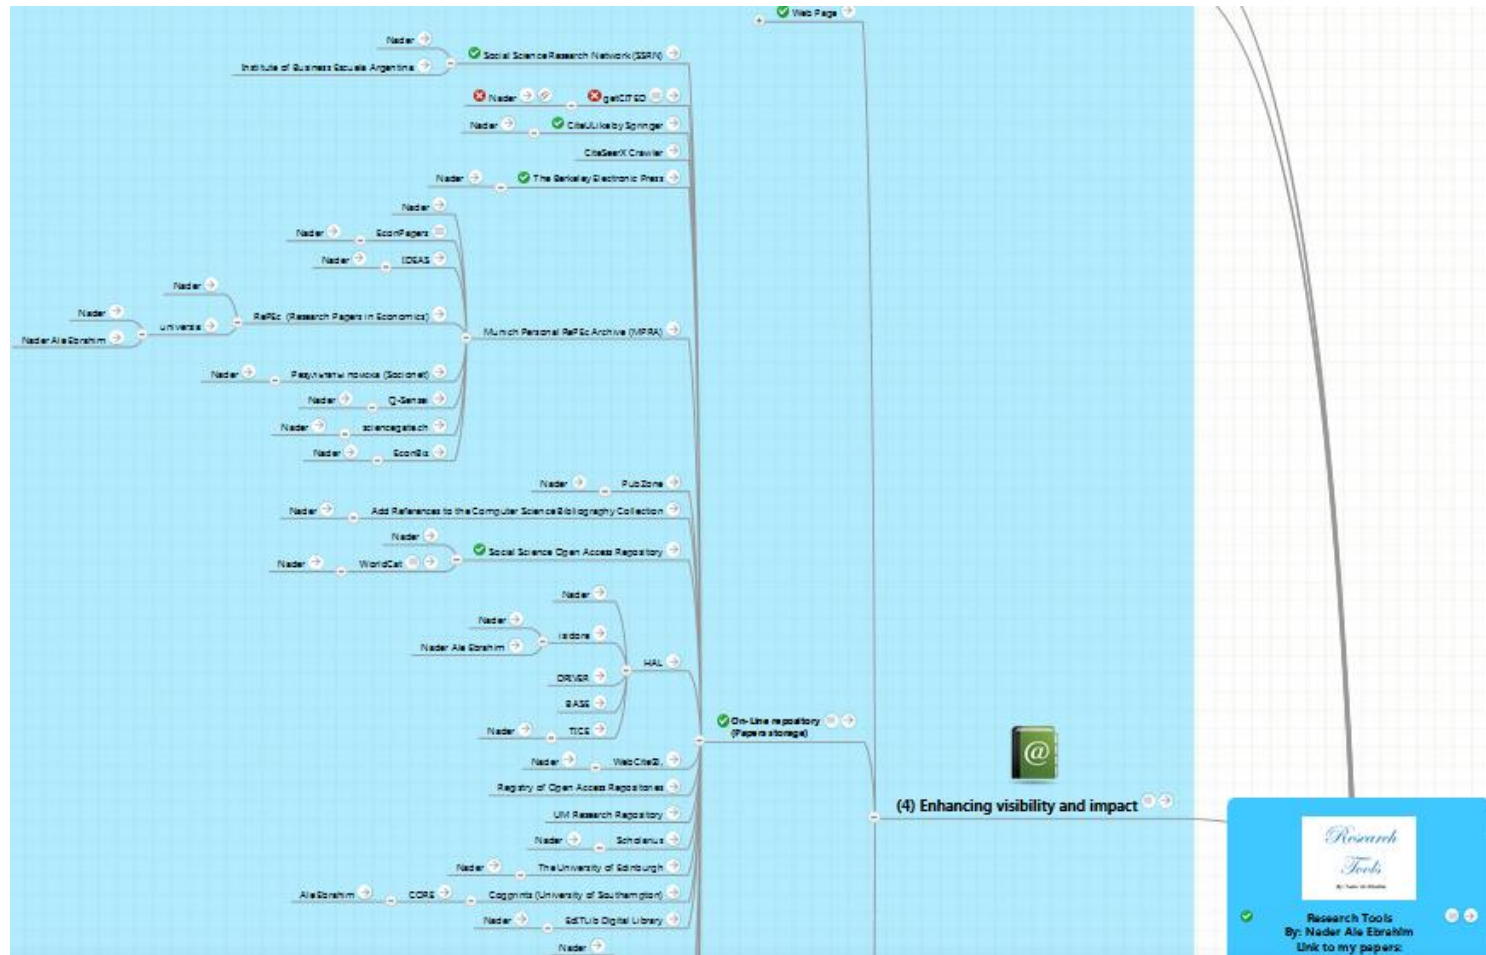 Web Page
Nader
Social Science Research Network (SSRN)
Institute of Business Escuela Argentina
Nader
getCITED
Nader
CiteULike by Springer
CiteSeerX Crawler
Nader
The Berkeley Electronic Press
Nader
Nader
EconPapers
Nader
IDEAS
Nader
Nader
universia
Nader Ale Ebrahim
RePEc (Research Papers in Economics)
Munich Personal RePEc Archive (MPRA)
Nader
Результаты поиска (Socionet)
Nader
Q-Sensei
Nader
sciencegate.ch
Nader
EconBiz
Nader
PubZone
Nader
Add References to the Computer Science Bibliography Collection
Nader
Social Science Open Access Repository
Nader
WorldCat
Nader
Nader
isidore
Nader Ale Ebrahim
HAL
DRIVER
BASE
Nader
TICE
On-Line repository
(Papers storage)
Nader
Registry of Open Access Repositories
UM Research Repository
Nader
Scholarius
Nader
The University of Edinburgh
Ale Ebrahim
CORE
Cogprints (University of Southampton)
Nader
EdITLib Digital Library
Nader
(4) Enhancing visibility and impact
Research
Tools
By: Nader Ale Ebrahim
Research Tools
By: Nader Ale Ebrahim
Link to my papers: